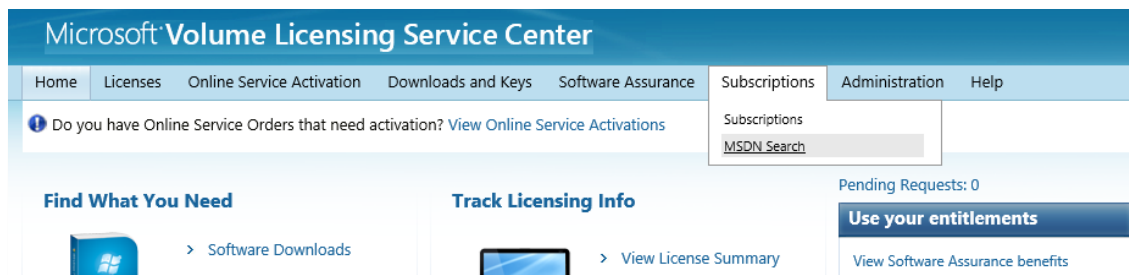 Microsoft Volume Licensing Service Center
Home Licenses Online Service Activation Downloads and Keys Software Assurance Subscriptions Administration Help
Do you have Online Service Orders that need activation? View Online Service Activations
Subscriptions
MSDN Search
Find What You Need
> Software Downloads
Track Licensing Info
> View License Summary
Pending Requests: 0
Use your entitlements
View Software Assurance benefits